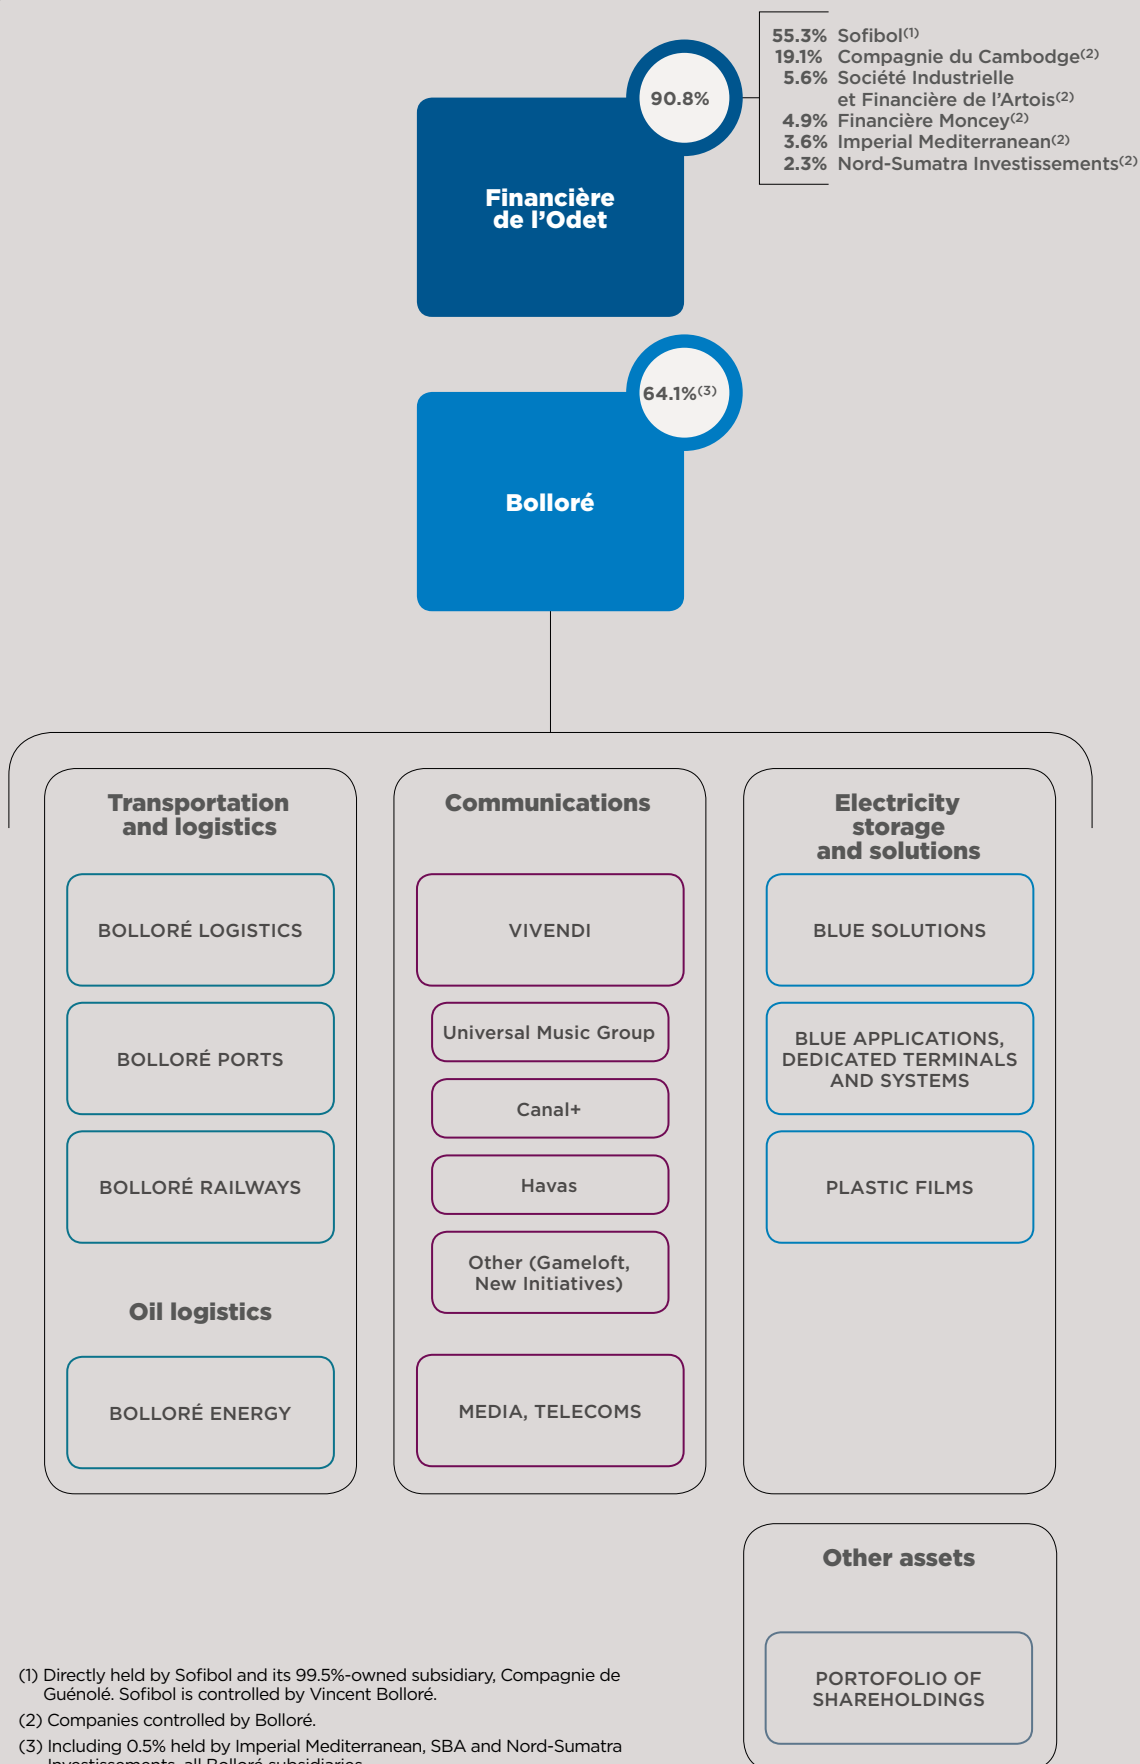 55.3% Sofibol(1)
19.1% Compagnie du Cambodge(2)
5.6% Société Industrielle
et Financière de l’Artois(2)
4.9% Financière Moncey(2)
3.6% Imperial Mediterranean(2)
2.3% Nord-Sumatra Investissements(2)
90.8%
Financière
de l’Odet
64.1%(3)
Bolloré
Transportation
and logistics
BOLLORÉ LOGISTICS
BOLLORÉ PORTS
BOLLORÉ RAILWAYS
Oil logistics
BOLLORÉ ENERGY
Communications
VIVENDI
Universal Music Group
Canal+
Havas
Other (Gameloft,
New Initiatives)
MEDIA, TELECOMS
Electricity
storage
and solutions
BLUE SOLUTIONS
BLUE APPLICATIONS,
DEDICATED TERMINALS
AND SYSTEMS
PLASTIC FILMS
Other assets
PORTOFOLIO OF
SHAREHOLDINGS
(1) Directly held by Sofibol and its 99.5%-owned subsidiary, Compagnie de
Guénolé. Sofibol is controlled by Vincent Bolloré.
(2) Companies controlled by Bolloré.
(3) Including 0.5% held by Imperial Mediterranean, SBA and Nord-Sumatra
Investissements, all Bolloré subsidiaries.